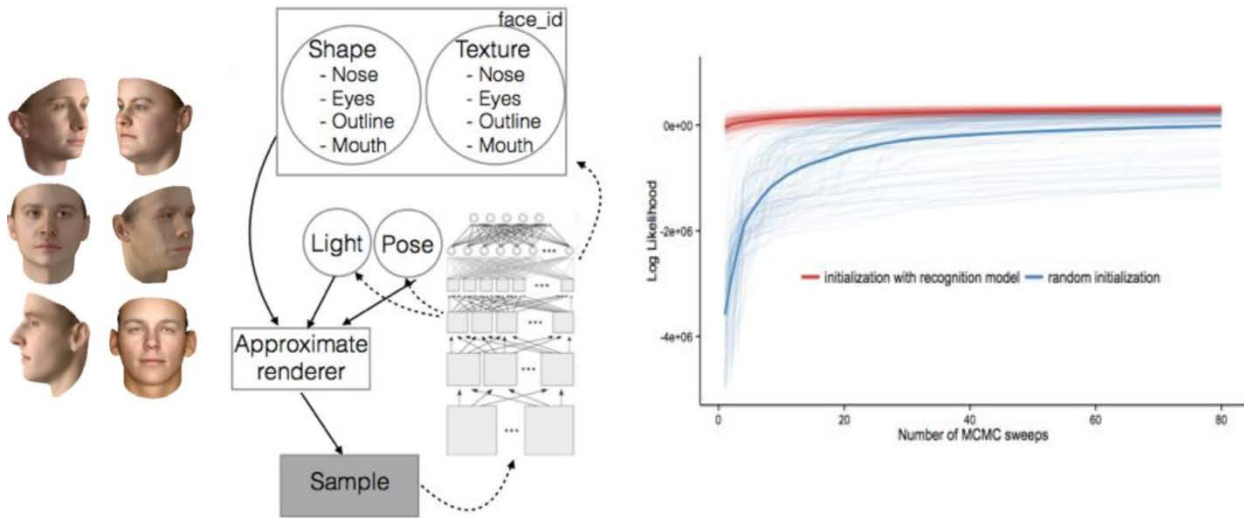 face_id
Shape
- Nose
- Eyes
- Outline
- Mouth
Texture
- Nose
- Eyes
- Outline
- Mouth
Light
Pose
Approximate
renderer
Sample
Log Likelihood
0e+00
-2e+06
-4e+06
initialization with recognition model
random initialization
0
20
40
60
80
Number of MCMC sweeps